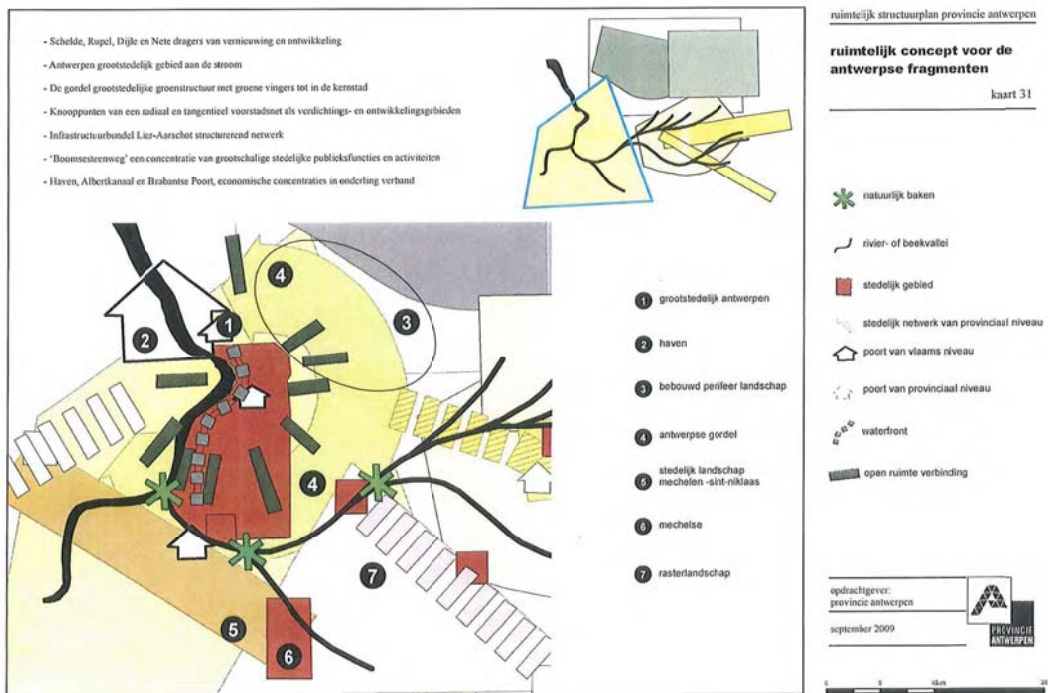 - Schelde, Rupel, Dijle en Nete dragers van vernieuwing en ontwikkeling
- Antwerpen grootstedelijk gebied aan de stroom
- De gordel grootstedelijke groenstructuur met groene vingers tot in de kernstad
- Knooppunten van een radiaal en tangentieel voorstadsnet als verdichtings- en ontwikkelingsgebieden
- Infrastructuurbundel Lier-Aarschot structurerend netwerk
- 'Boomsesteenweg' een concentratie van grootschalige stedelijke publieksfuncties en activiteiten
- Haven, Albertkanaal en Brabantse Poort, economische concentraties in onderling verband
4
1
2
3
4
7
5
6
1 grootstedelijk antwerpen
2 haven
3 bebouwd perifeer landschap
4 antwerpse gordel
5 stedelijk landschap
mechelen -sint-niklaas
6 mechelse
7 rasterlandschap
ruimtelijk structuurplan provincie antwerpen
ruimtelijk concept voor de
antwerpse fragmenten
kaart 31
natuurlijk baken
rivier- of beekvallei
stedelijk gebied
stedelijk netwerk van provinciaal niveau
poort van vlaams niveau
poort van provinciaal niveau
waterfront
open ruimte verbinding
opdrachtgever:
provincie antwerpen
september 2009
PROVINCIE
ANTWERPEN
0